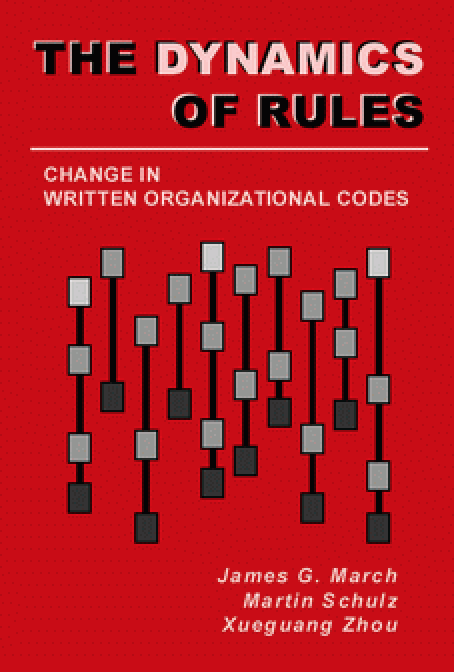 THE DYNAMICS
OF RULES
CHANGE IN
WRITTEN ORGANIZATIONAL CODES
James G. March
Martin Schulz
Xueguang Zhou